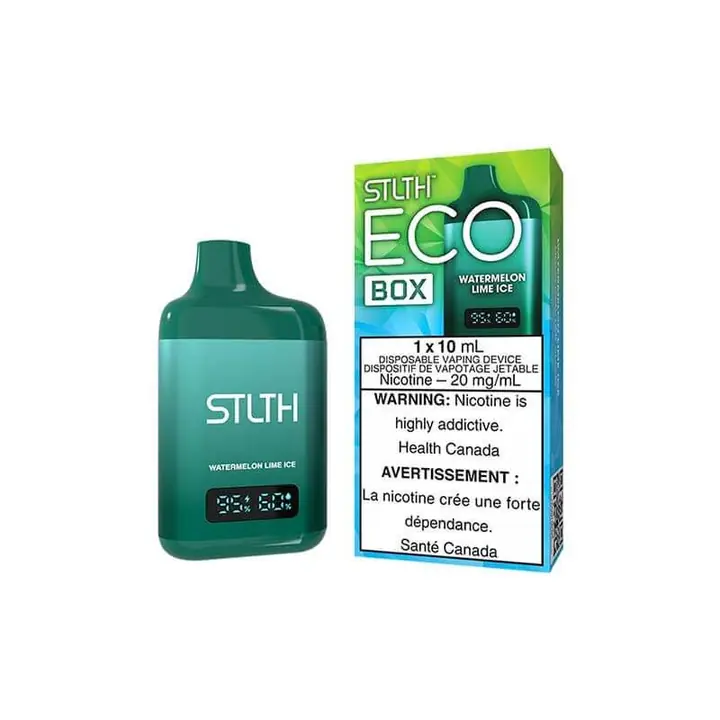 STLTH
WATERMELON LIME ICE
95% 60%
STLTH™
ECO
BOX
WATERMELON
LIME ICE
95% 60%
1 x 10 mL
DISPOSABLE VAPING DEVICE
DISPOSITIF DE VAPOTAGE JETABLE
Nicotine – 20 mg/mL
WARNING: Nicotine is
highly addictive.
Health Canada
AVERTISSEMENT :
La nicotine crée une forte
dépendance.
Santé Canada